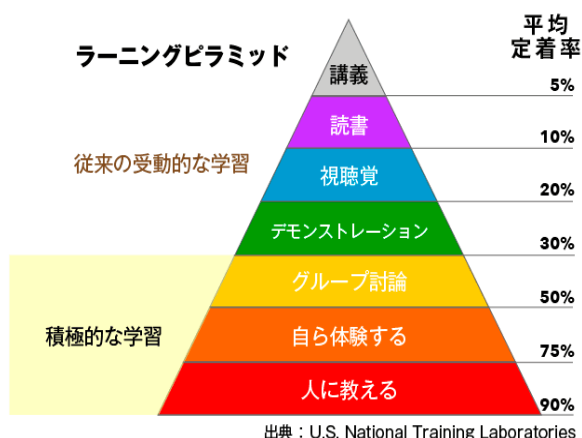 ラーニングピラミッド
平均
定着率
講義
5%
読書
10%
従来の受動的な学習
視聴覚
20%
デモンストレーション
30%
グループ討論
50%
積極的な学習
自ら体験する
75%
人に教える
90%
出典：U.S. National Training Laboratories